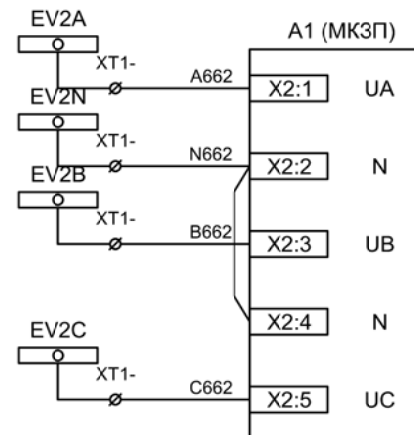 EV2A
A1 (МКЗП)
XT1-
A662
X2:1
UA
EV2N
XT1-
N662
X2:2
N
EV2B
XT1-
B662
X2:3
UB
X2:4
N
EV2C
XT1-
C662
X2:5
UC